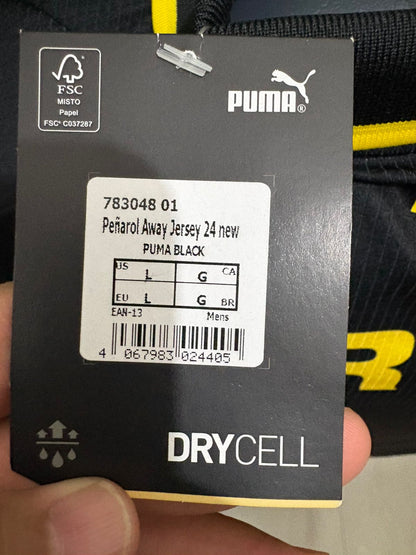 FSC
MISTO
Papel
FSC® C037287
PUMA®
783048 01
Peñarol Away Jersey 24 new
PUMA BLACK
US L G CA
EU L G BR
EAN-13 Mens
4 067983 024405
DRYCELL
R